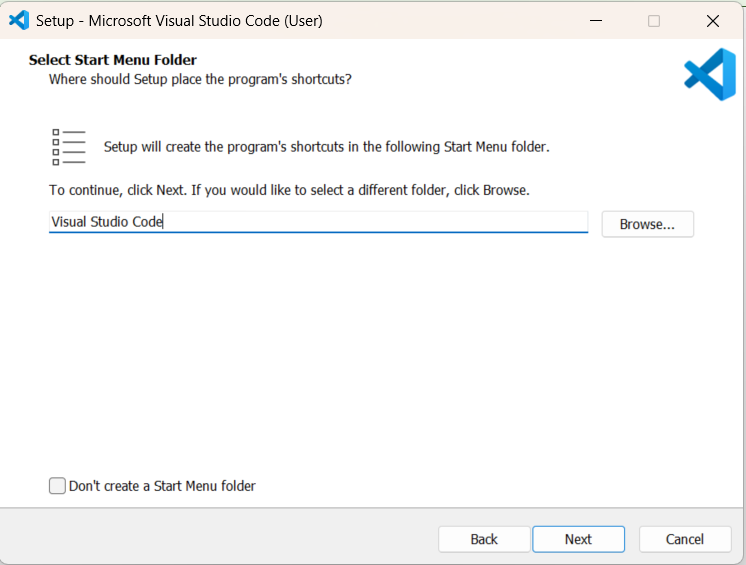 Setup - Microsoft Visual Studio Code (User)
Select Start Menu Folder
Where should Setup place the program's shortcuts?
Setup will create the program's shortcuts in the following Start Menu folder.
To continue, click Next. If you would like to select a different folder, click Browse.
Visual Studio Code
Browse...
Don't create a Start Menu folder
Back
Next
Cancel